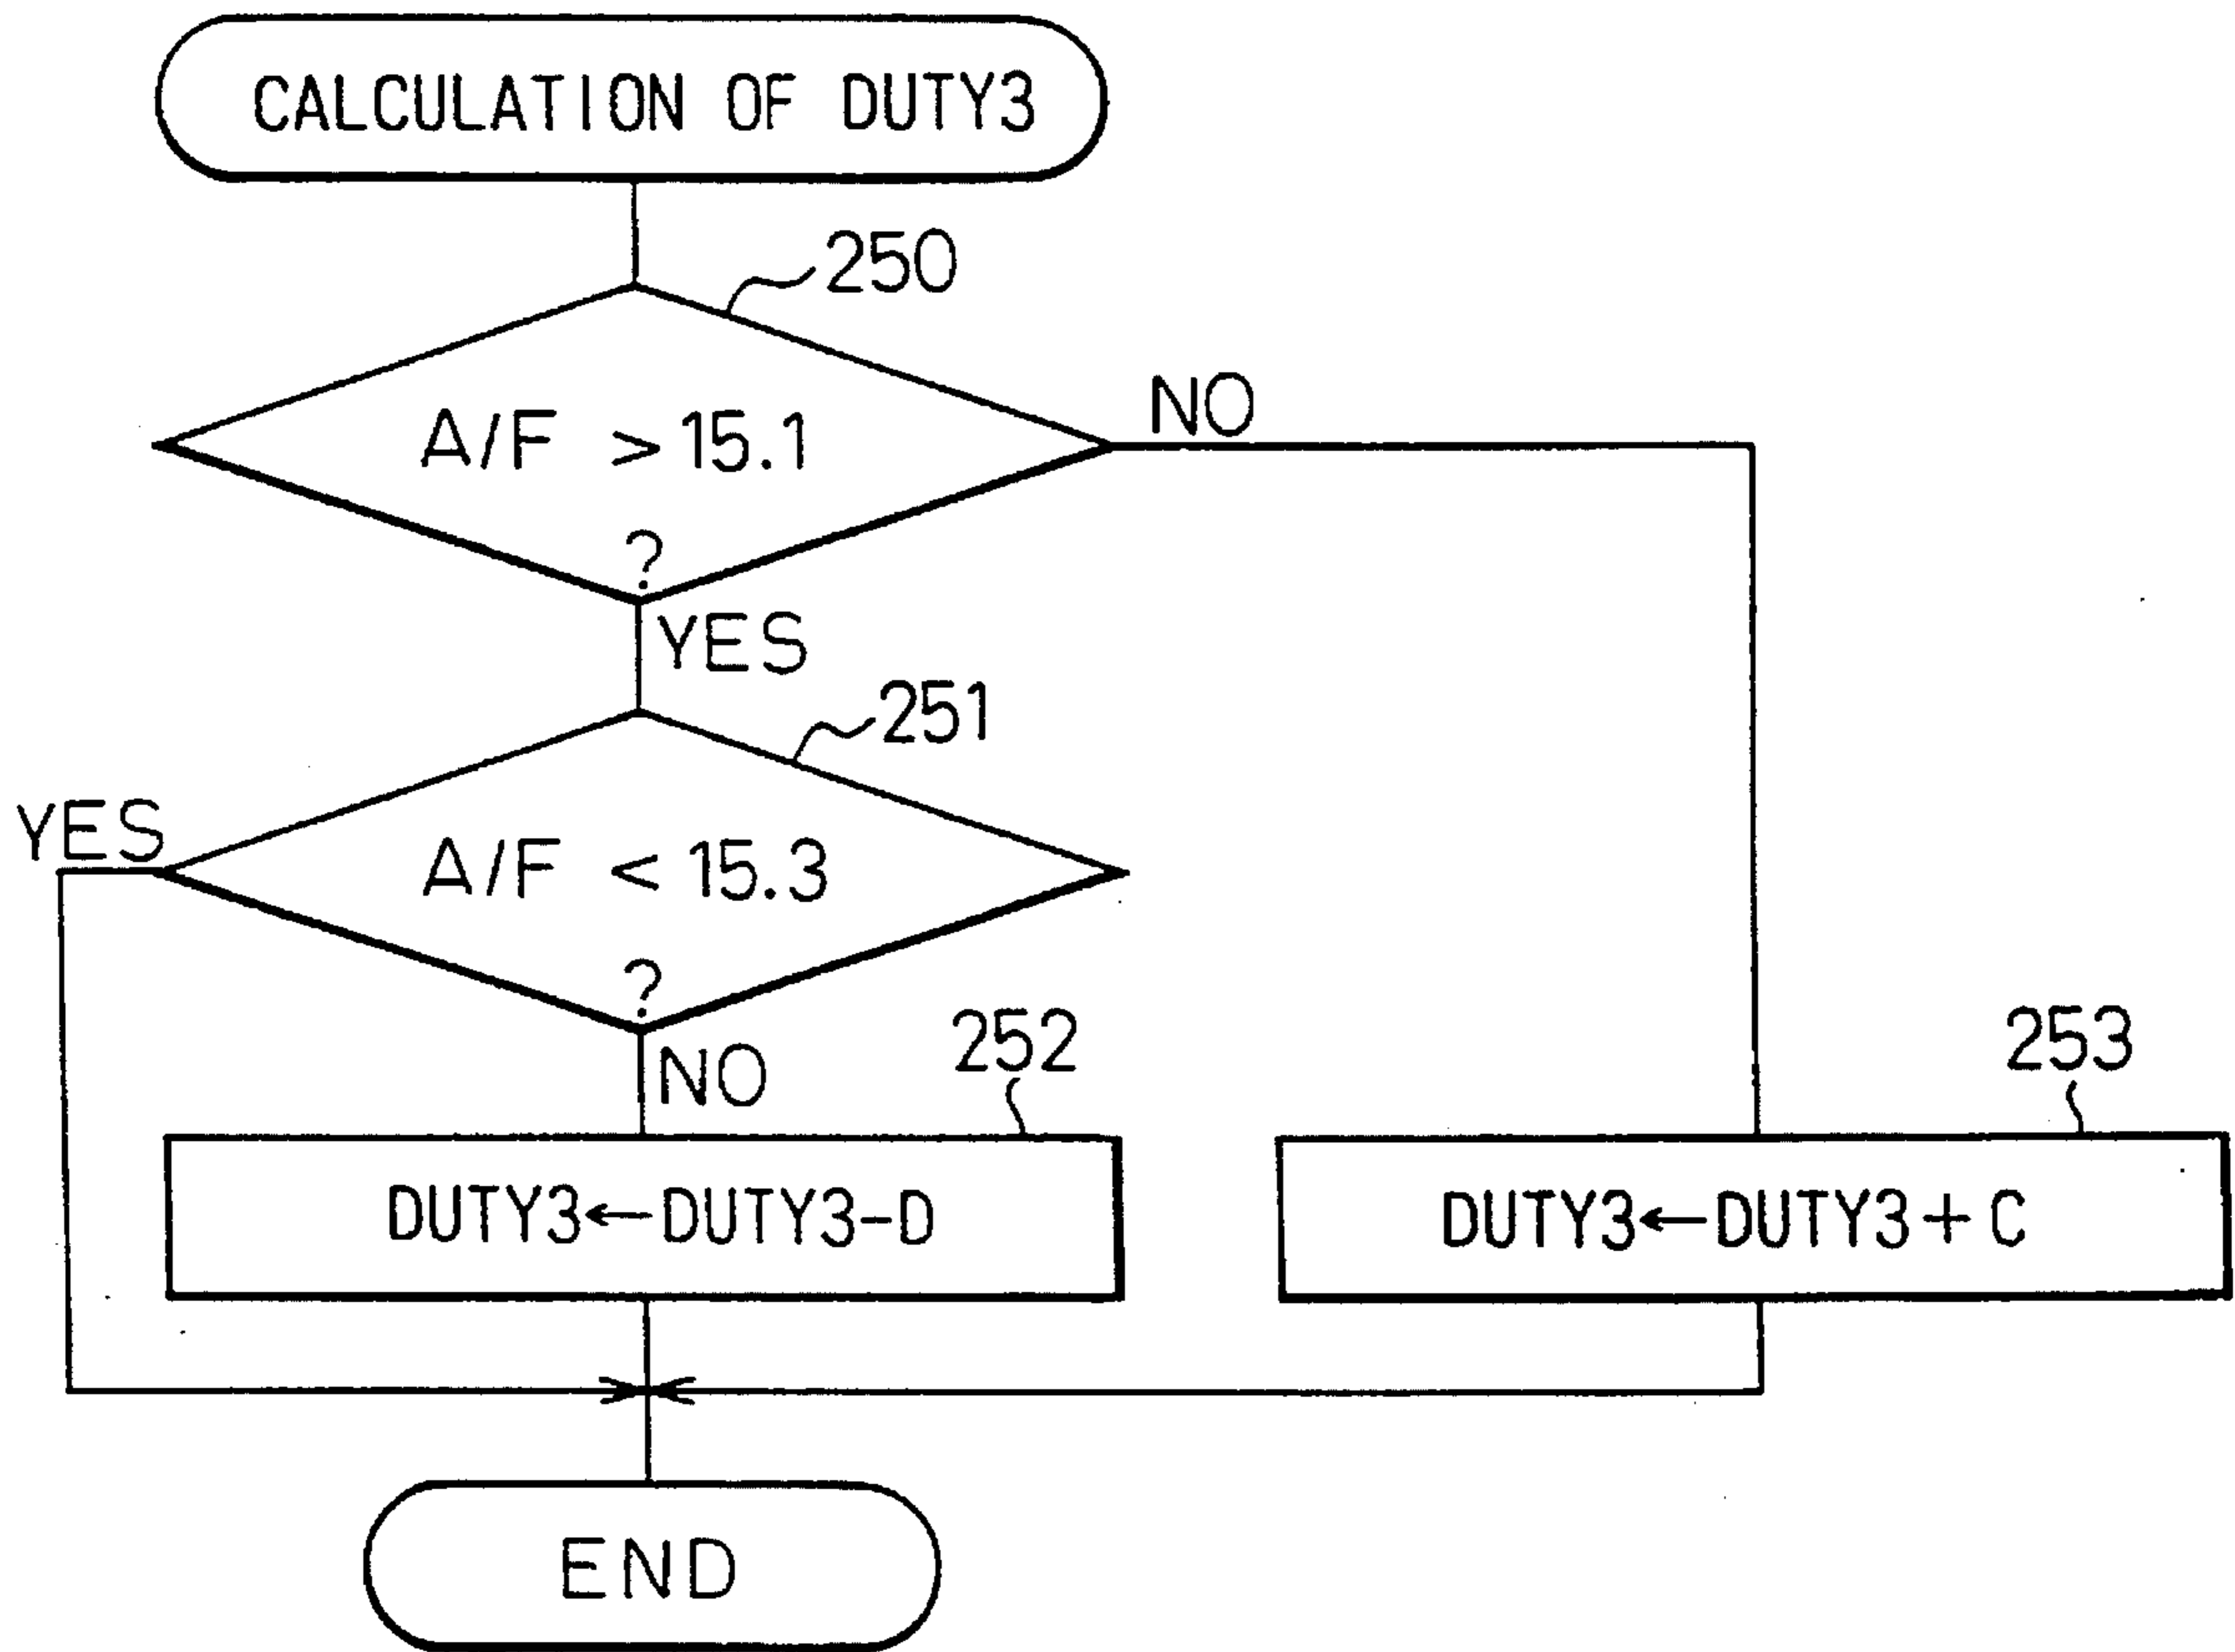 CALCULATION OF DUTY3
250
A/F > 15.1
?
NO
YES
251
YES
A/F < 15.3
?
NO
252
253
DUTY3←DUTY3-D
DUTY3←DUTY3+C
END